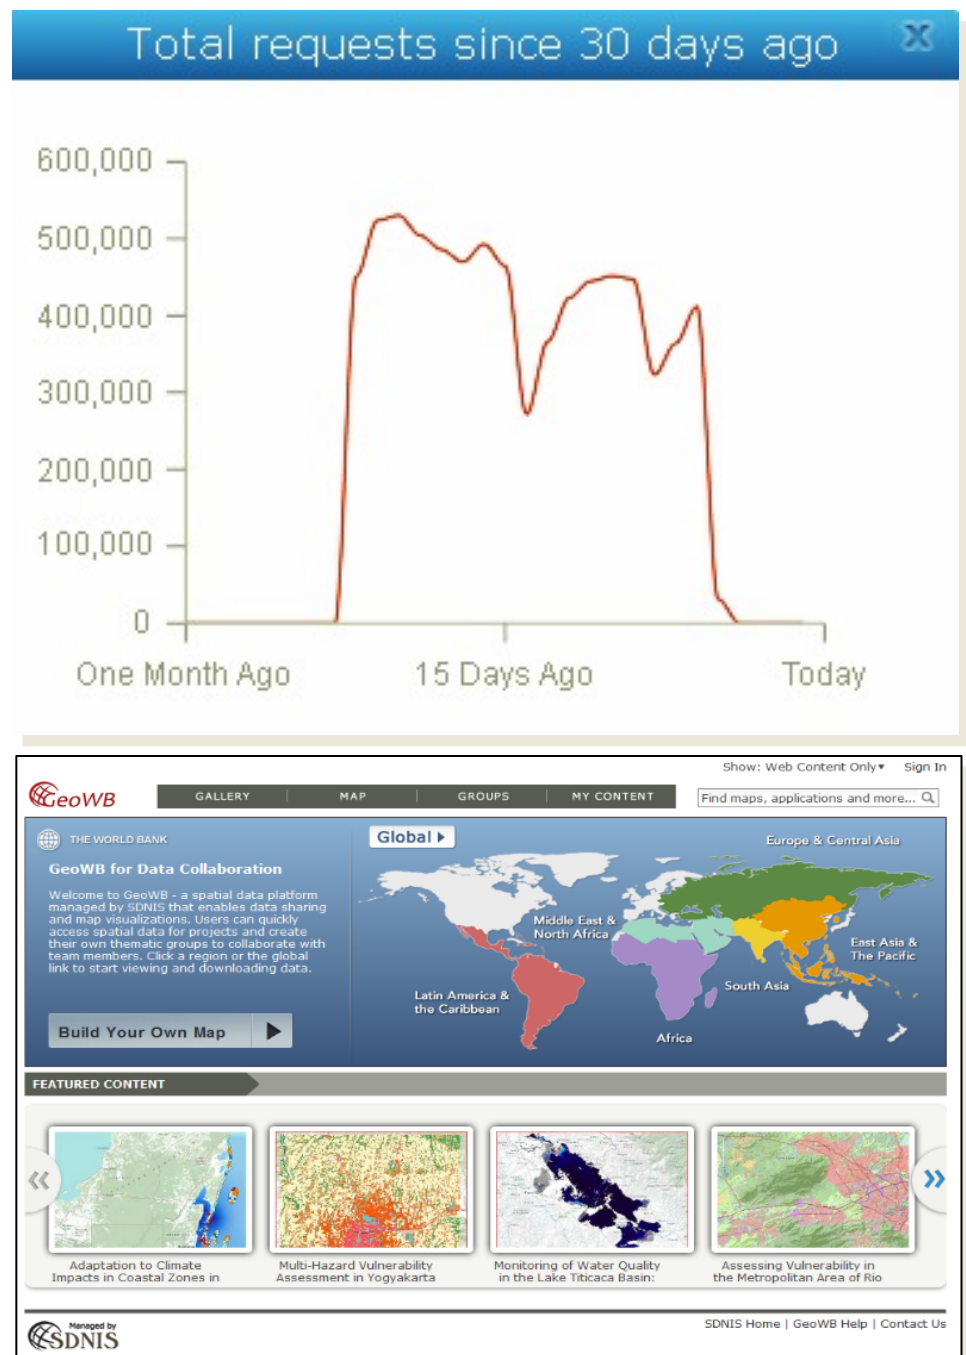 Total requests since 30 days ago
X
600,000
500,000
400,000
300,000
200,000
100,000
0
One Month Ago
15 Days Ago
Today
Show: Web Content Only▾ Sign In
GeoWB
GALLERY | MAP | GROUPS | MY CONTENT
Find maps, applications and more...
THE WORLD BANK
GeoWB for Data Collaboration
Welcome to GeoWB - a spatial data platform
managed by SDNIS that enables data sharing
and map visualizations. Users can quickly
access spatial data for projects and create
their own thematic groups to collaborate with
team members. Click a region or the global
link to start viewing and downloading data.
Build Your Own Map
Global
Europe & Central Asia
Middle East &
North Africa
East Asia &
The Pacific
South Asia
Latin America &
the Caribbean
Africa
FEATURED CONTENT
Adaptation to Climate
Impacts in Coastal Zones in
Multi-Hazard Vulnerability
Assessment in Yogyakarta
Monitoring of Water Quality
in the Lake Titicaca Basin:
Assessing Vulnerability in
the Metropolitan Area of Rio
Managed by
SDNIS
SDNIS Home | GeoWB Help | Contact Us